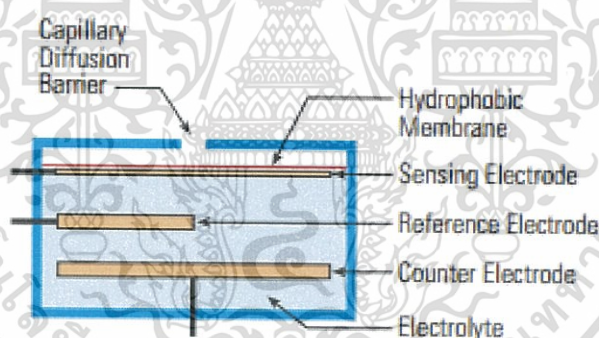 Capillary
Diffusion
Barrier
Hydrophobic
Membrane
Sensing Electrode
Reference Electrode
Counter Electrode
Electrolyte